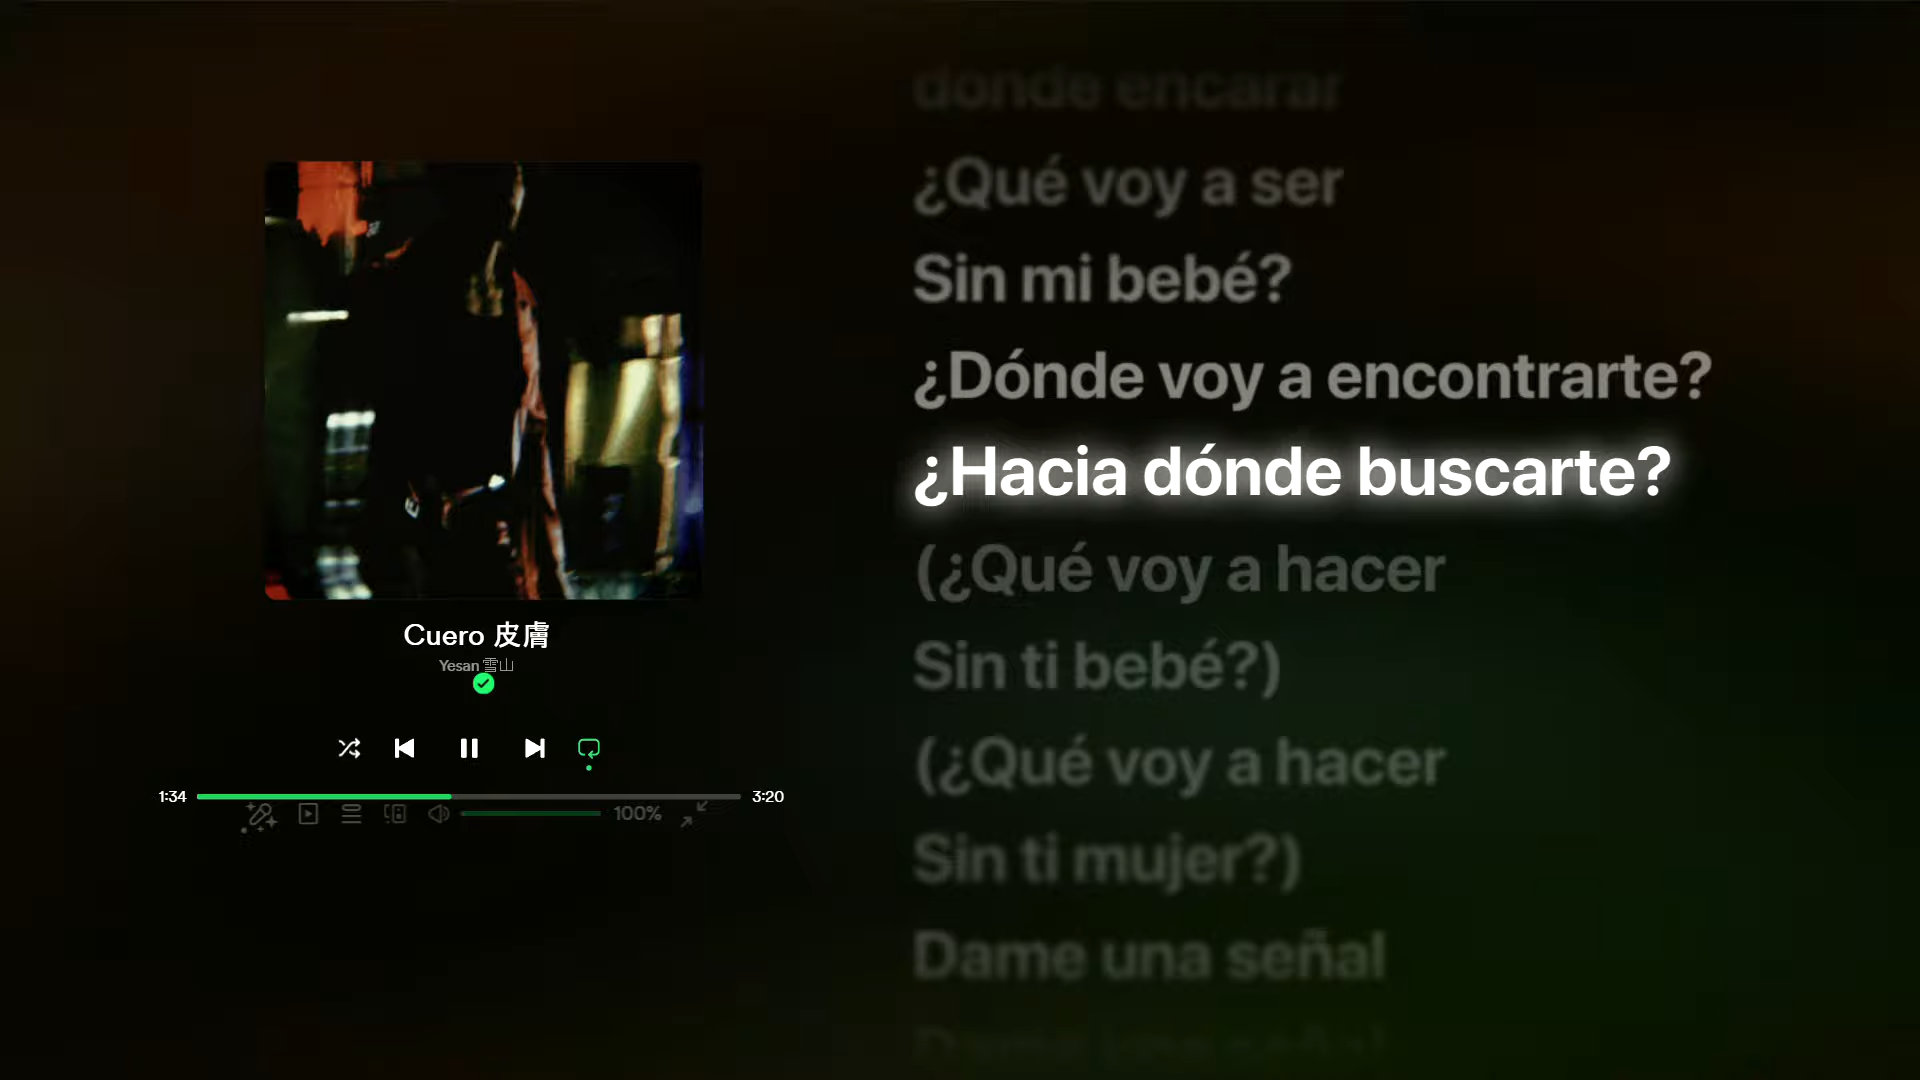 Cuero 皮膚
Yesan 雪山
1:34
3:20
100%
donde encarar
¿Qué voy a ser
Sin mi bebé?
¿Dónde voy a encontrarte?
¿Hacia dónde buscarte?
(¿Qué voy a hacer
Sin ti bebé?)
(¿Qué voy a hacer
Sin ti mujer?)
Dame una señal